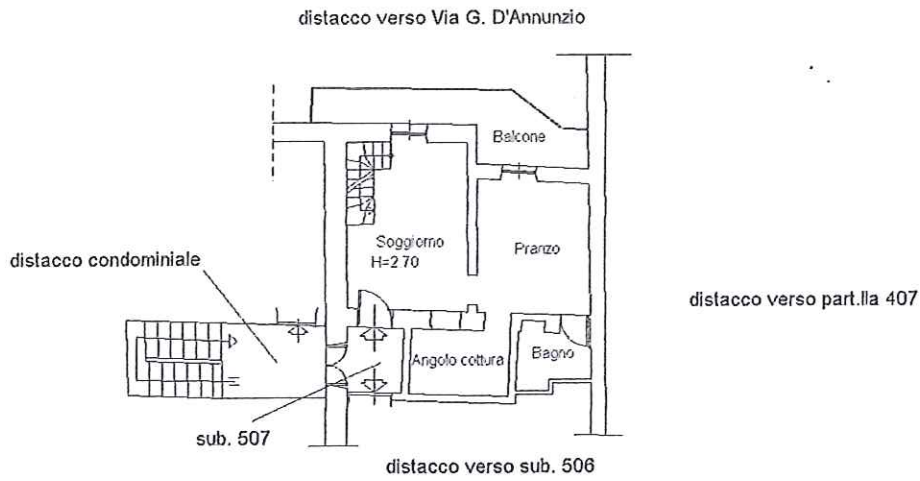 distacco verso Via G. D'Annunzio
Balcone
Soggiorno
H=2.70
Pranzo
distacco condominiale
distacco verso part.lla 407
Angolo cottura
Bagno
sub. 507
distacco verso sub. 506